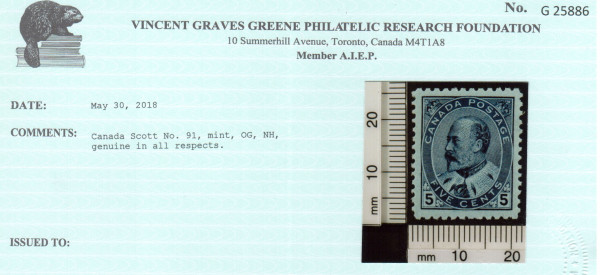 No. G 25886
VINCENT GRAVES GREENE PHILATELIC RESEARCH FOUNDATION
10 Summerhill Avenue, Toronto, Canada M4T1A8
Member A.I.E.P.
DATE: May 30, 2018
COMMENTS: Canada Scott No. 91, mint, OG, NH,
genuine in all respects.
CANADA POSTAGE
FIVE CENTS
5 5
mm 10 20
mm 10 20
ISSUED TO: